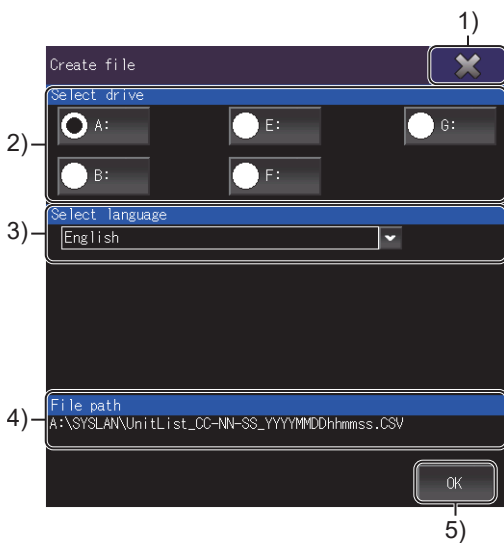 1)
Create file
Select drive
2)
A: E: G:
B: F:
Select language
3)
English
File path
4)
A:\SYSLAN\UnitList_CC-NN-SS_YYYYMMDDhhmmss.CSV
OK
5)